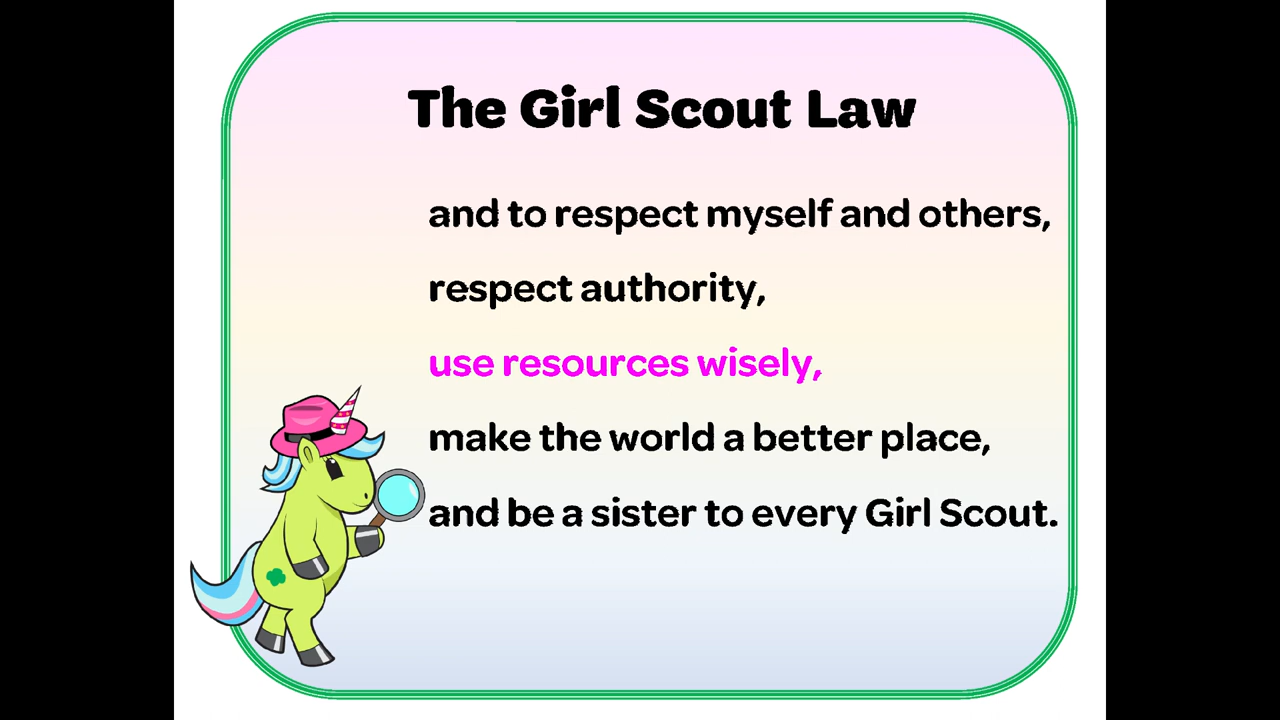 The Girl Scout Law
and to respect myself and others,
respect authority,
use resources wisely,
make the world a better place,
and be a sister to every Girl Scout.